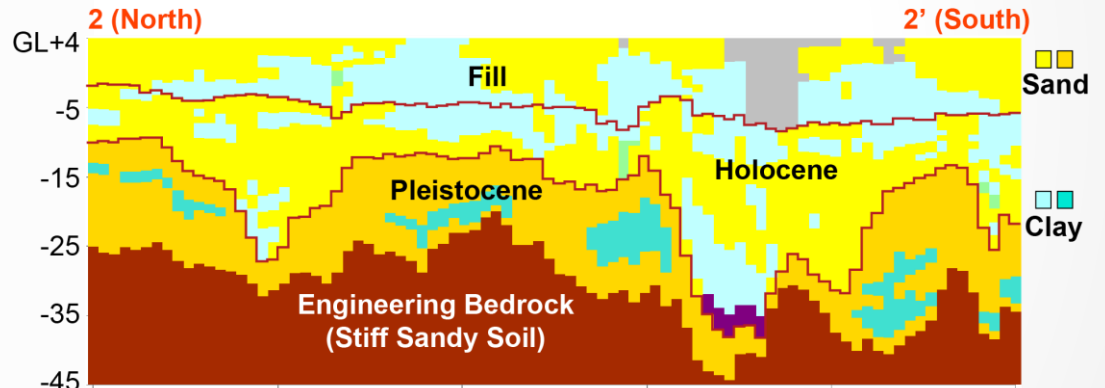 2 (North)
2' (South)
GL+4
Fill
Sand
-5
Holocene
-15
Pleistocene
Clay
-25
Engineering Bedrock
(Stiff Sandy Soil)
-35
-45